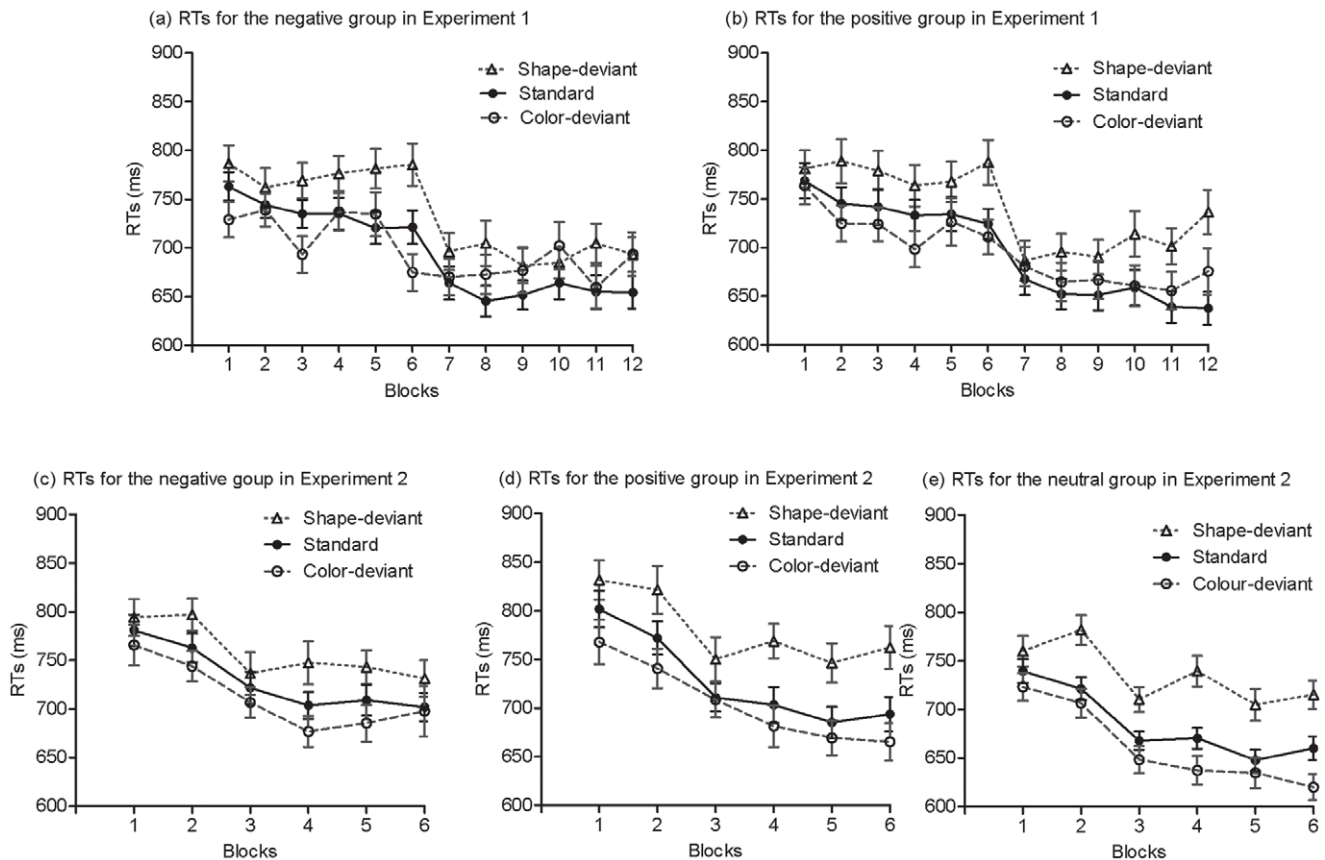 (a) RTs for the negative group in Experiment 1
900
850
800
750
700
650
600
RTs (ms)
Shape-deviant
Standard
Color-deviant
1 2 3 4 5 6 7 8 9 10 11 12
Blocks
(b) RTs for the positive group in Experiment 1
900
850
800
750
700
650
600
RTs (ms)
Shape-deviant
Standard
Color-deviant
1 2 3 4 5 6 7 8 9 10 11 12
Blocks
(c) RTs for the negative goup in Experiment 2
900
850
800
750
700
650
600
RTs (ms)
Shape-deviant
Standard
Color-deviant
1 2 3 4 5 6
Blocks
(d) RTs for the positive group in Experiment 2
900
850
800
750
700
650
600
RTs (ms)
Shape-deviant
Standard
Color-deviant
1 2 3 4 5 6
Blocks
(e) RTs for the neutral group in Experiment 2
900
850
800
750
700
650
600
RTs (ms)
Shape-deviant
Standard
Colour-deviant
1 2 3 4 5 6
Blocks